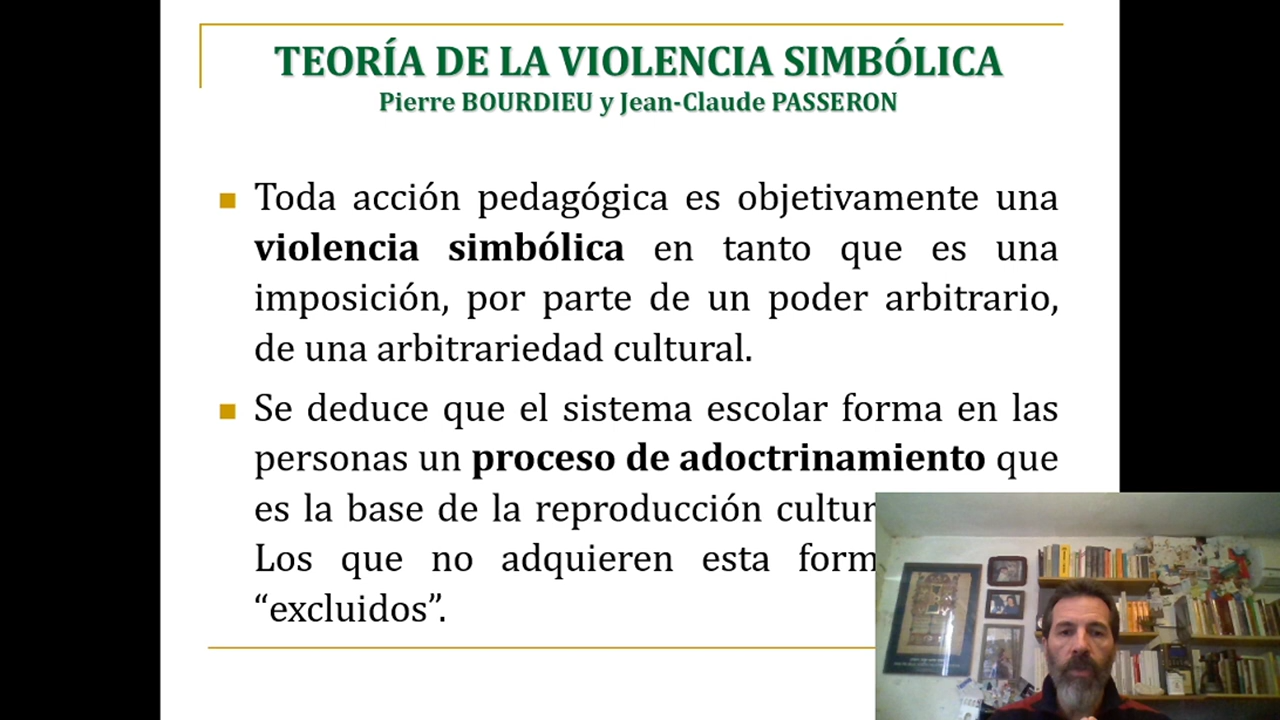 TEORÍA DE LA VIOLENCIA SIMBÓLICA
Pierre BOURDIEU y Jean-Claude PASSERON
Toda acción pedagógica es objetivamente una
violencia simbólica en tanto que es una
imposición, por parte de un poder arbitrario,
de una arbitrariedad cultural.
Se deduce que el sistema escolar forma en las
personas un proceso de adoctrinamiento que
es la base de la reproducción
Los que no adquieren esta
“excluidos”.